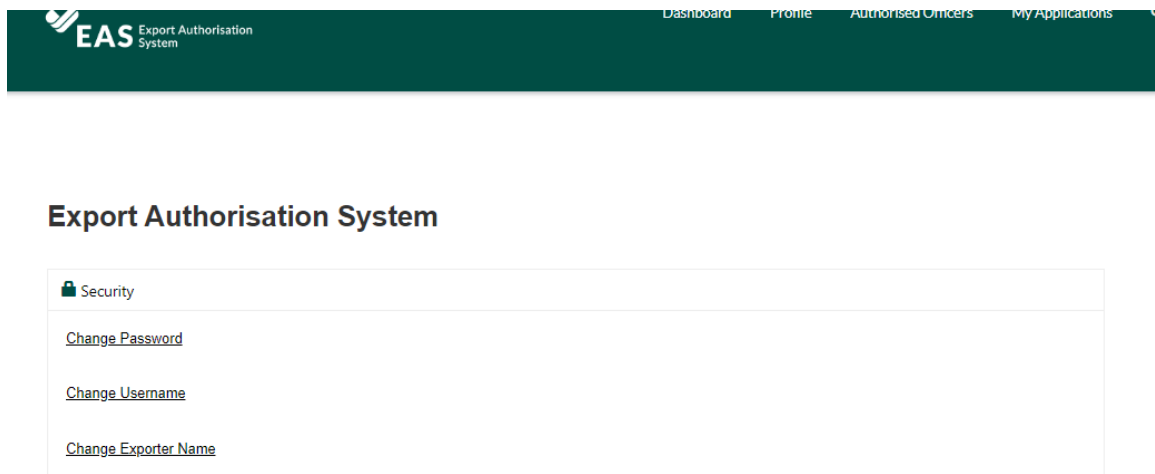 EAS Export Authorisation
System
Dashboard Profile Authorised Officers My Applications
Export Authorisation System
Security
Change Password
Change Username
Change Exporter Name